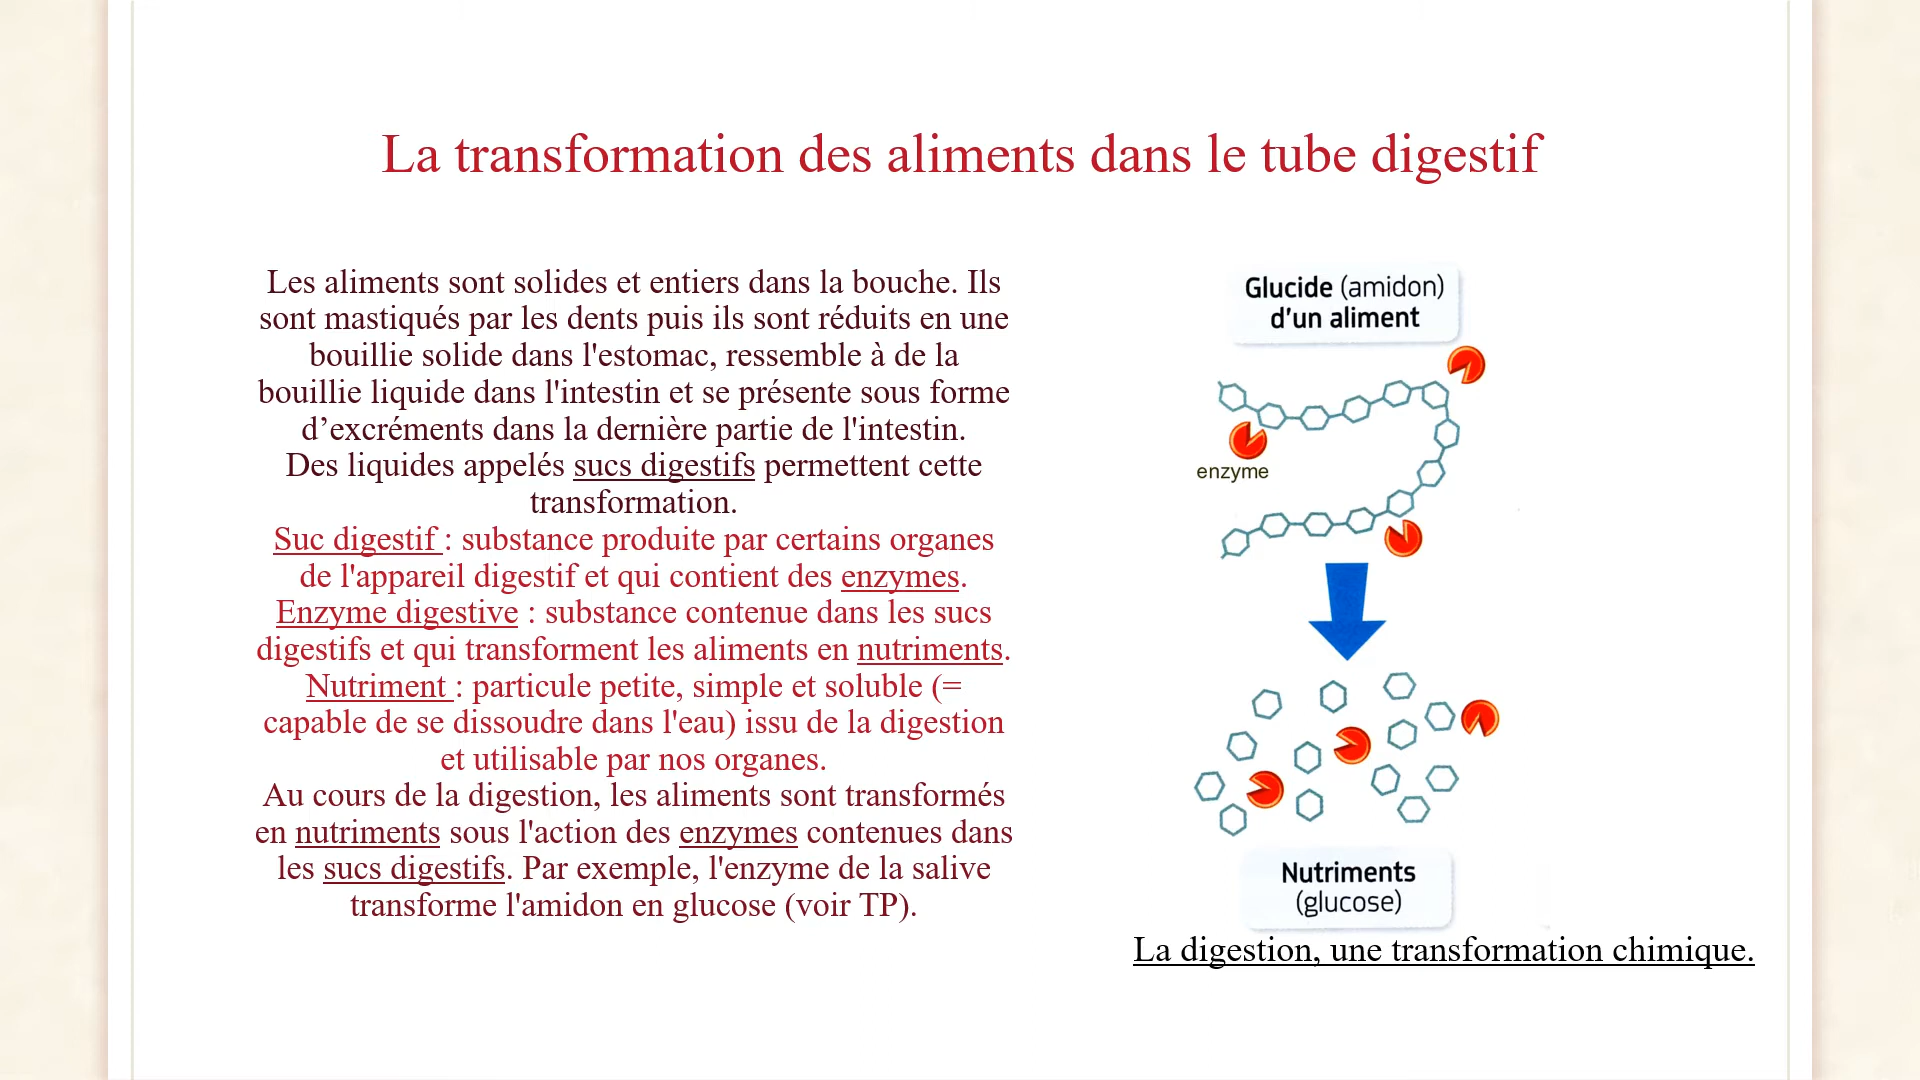 La transformation des aliments dans le tube digestif
Les aliments sont solides et entiers dans la bouche. Ils
sont mastiqués par les dents puis ils sont réduits en une
bouillie solide dans l'estomac, ressemble à de la
bouillie liquide dans l'intestin et se présente sous forme
d’excréments dans la dernière partie de l'intestin.
Des liquides appelés sucs digestifs permettent cette
transformation.
Suc digestif : substance produite par certains organes
de l'appareil digestif et qui contient des enzymes.
Enzyme digestive : substance contenue dans les sucs
digestifs et qui transforment les aliments en nutriments.
Nutriment : particule petite, simple et soluble (=
capable de se dissoudre dans l'eau) issu de la digestion
et utilisable par nos organes.
Au cours de la digestion, les aliments sont transformés
en nutriments sous l'action des enzymes contenues dans
les sucs digestifs. Par exemple, l'enzyme de la salive
transforme l'amidon en glucose (voir TP).
Glucide (amidon)
d’un aliment
enzyme
Nutriments
(glucose)
La digestion, une transformation chimique.